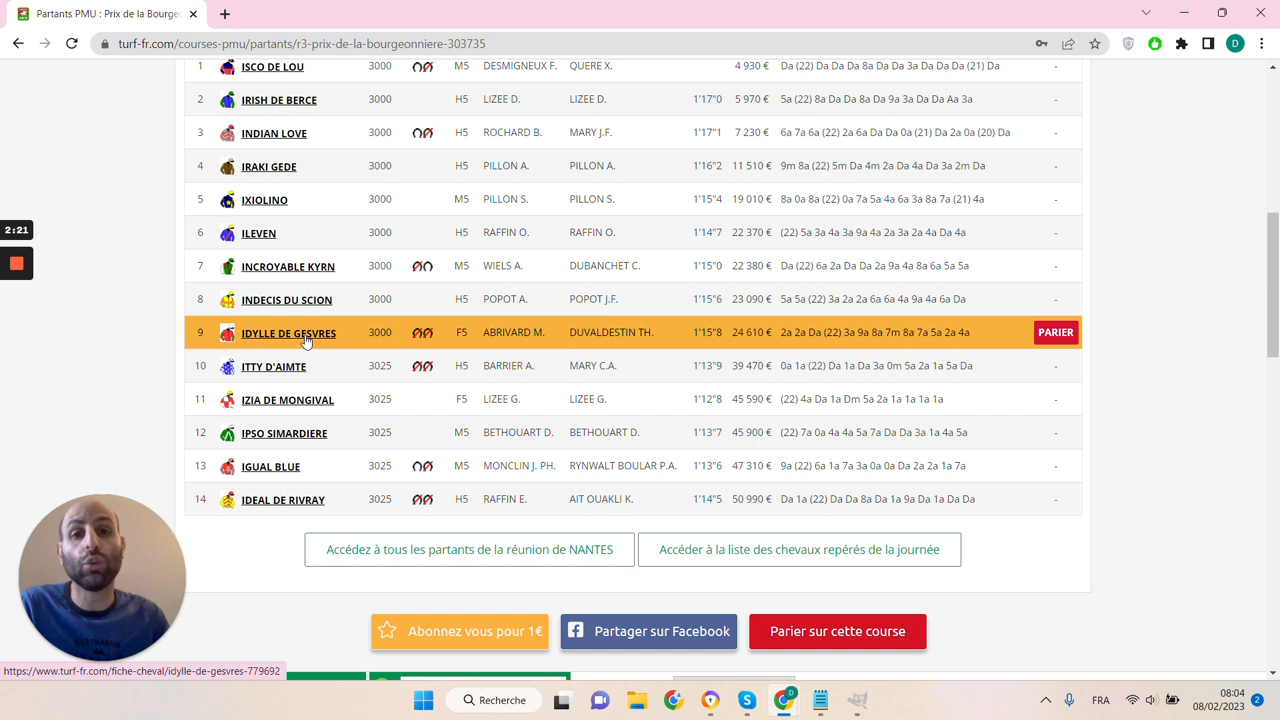 Partants PMU : Prix de la Bourge
turf-fr.com/courses-pmu/partants/r3-prix-de-la-bourgeonniere-303735
D
1 ISCO DE LOU 3000 M5 DESMIGNEUX F. QUERE X. 4 930 € Da (22) Da Da Da 8a Da Da 3a Da Da Da (21) Da -
2 IRISH DE BERCE 3000 H5 LIZEE D. LIZEE D. 1'17"0 5 970 € 5a (22) 8a Da Da 8a Da 9a 3a Da Da Aa 3a -
3 INDIAN LOVE 3000 H5 ROCHARD B. MARY J.F. 1'17"1 7 230 € 6a 7a 6a (22) 2a 6a Da Da 0a (21) Da 2a 0a (20) Da -
4 IRAKI GEDE 3000 H5 PILLON A. PILLON A. 1'16"2 11 510 € 9m 8a (22) 5m Da 4m 2a Da 4a Da 3a 2m Da -
5 IXIOLINO 3000 M5 PILLON S. PILLON S. 1'15"4 19 010 € 8a 0a 8a (22) 0a 7a 5a 4a 6a 3a 8a 7a (21) 4a -
6 ILEVEN 3000 H5 RAFFIN O. RAFFIN O. 1'14"7 22 370 € (22) 5a 3a 4a 3a 9a 4a 2a 3a 2a 4a Da 4a -
7 INCROYABLE KYRN 3000 M5 WIELS A. DUBANCHET C. 1'15"0 22 380 € Da (22) 6a 2a Da Da 2a 9a 4a 8a 6a 5a 5a -
8 INDECIS DU SCION 3000 H5 POPOT A. POPOT J.F. 1'15"6 23 090 € 5a 5a (22) 3a 2a 2a 6a 6a 4a 9a 4a 6a Da -
9 IDYLLE DE GESVRES 3000 F5 ABRIVARD M. DUVALDESTIN TH. 1'15"8 24 610 € 2a 2a Da (22) 3a 9a 8a 7m 8a 7a 5a 2a 4a PARIER
10 ITTY D'AIMTE 3025 H5 BARRIER A. MARY C.A. 1'13"9 39 470 € 0a 1a (22) Da 1a Da 3a 0m 5a 2a 1a 5a Da -
11 IZIA DE MONGIVAL 3025 F5 LIZEE G. LIZEE G. 1'12"8 45 590 € (22) 4a Da 1a Dm 5a 2a 1a 1a 1a 1a -
12 IPSO SIMARDIERE 3025 M5 BETHOUART D. BETHOUART D. 1'13"7 45 900 € (22) 7a 0a 4a 4a 5a 7a Da Da 3a 1a 4a 5a -
13 IGUAL BLUE 3025 M5 MONCLIN J. PH. RYNWALT BOULAR P.A. 1'13"6 47 310 € 9a (22) 6a 1a 7a 3a 0a 0a Da 2a 8a 1a 7a -
14 IDEAL DE RIVRAY 3025 H5 RAFFIN E. AIT OUAKLI K. 1'14"5 50 990 € Da 1a (22) Da Da 8a Da 1a 9a Da 1a Da Da -
2:21
Accédez à tous les partants de la réunion de NANTES
Accéder à la liste des chevaux repérés de la journée
Abonnez vous pour 1€
Partager sur Facebook
Parier sur cette course
https://www.turf-fr.com/fiche-cheval/idylle-de-gesvres-779692
Recherche
D
FRA
08:04
08/02/2023
2